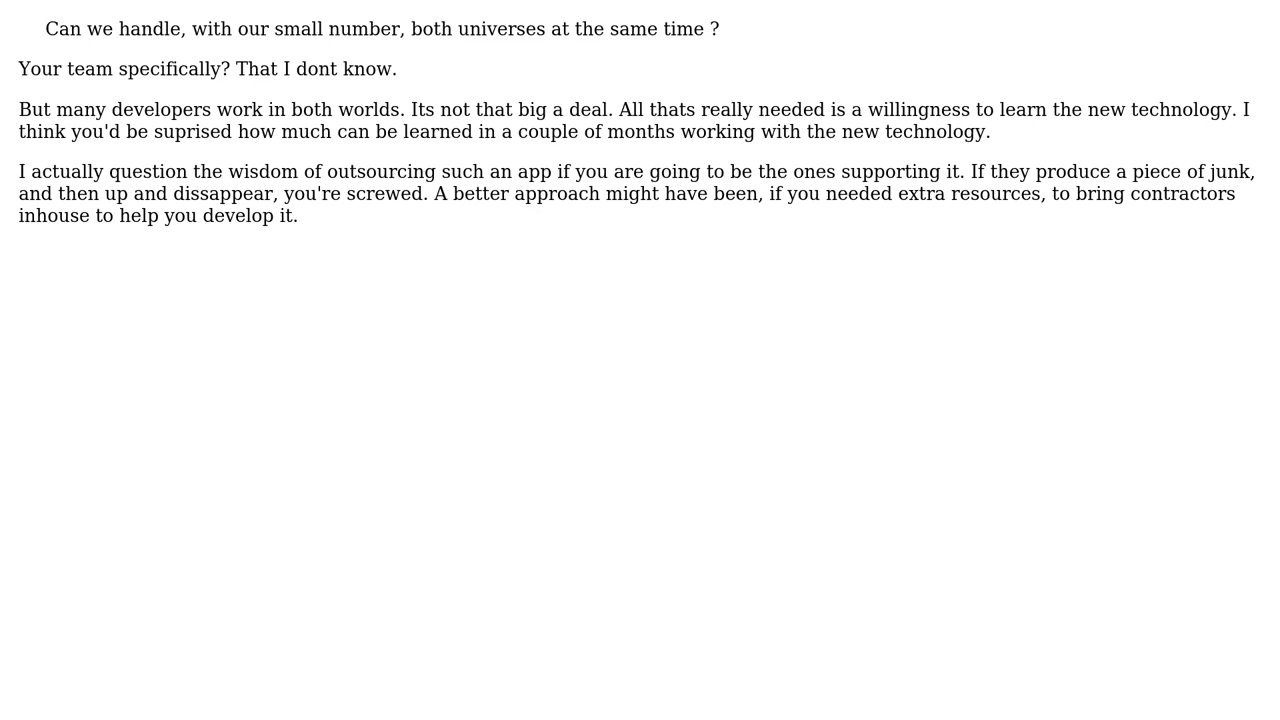 Can we handle, with our small number, both universes at the same time ?
Your team specifically? That I dont know.
But many developers work in both worlds. Its not that big a deal. All thats really needed is a willingness to learn the new technology. I
think you'd be suprised how much can be learned in a couple of months working with the new technology.
I actually question the wisdom of outsourcing such an app if you are going to be the ones supporting it. If they produce a piece of junk,
and then up and dissappear, you're screwed. A better approach might have been, if you needed extra resources, to bring contractors
inhouse to help you develop it.